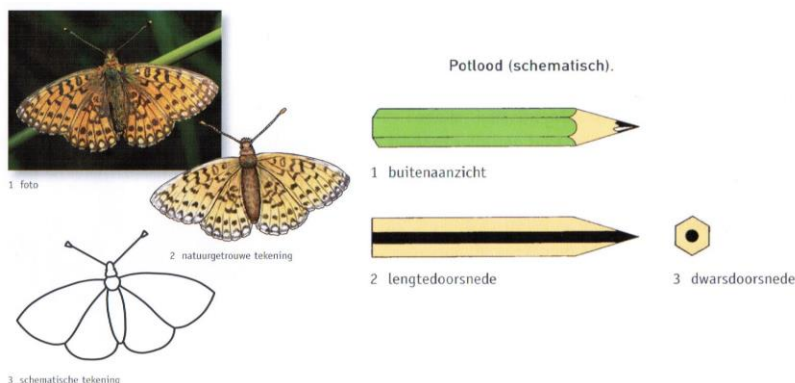 1 foto
2 natuurgetrouwe tekening
3 schematische tekening
Potlood (schematisch).
1 buitenaanzicht
2 lengtedoorsnede
3 dwarsdoorsnede